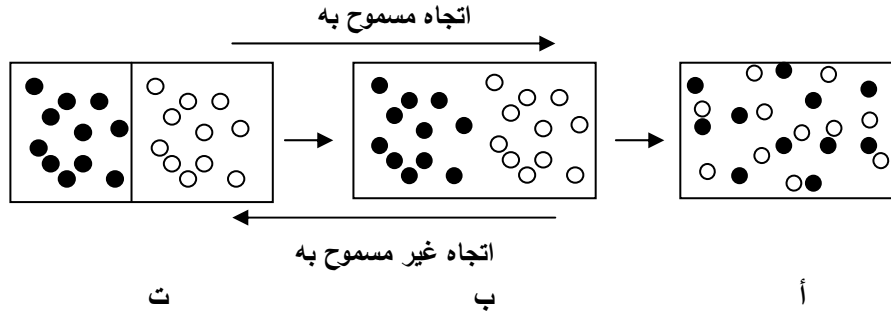 اتجاه مسموح به
اتجاه غير مسموح به
أ
ب
ت